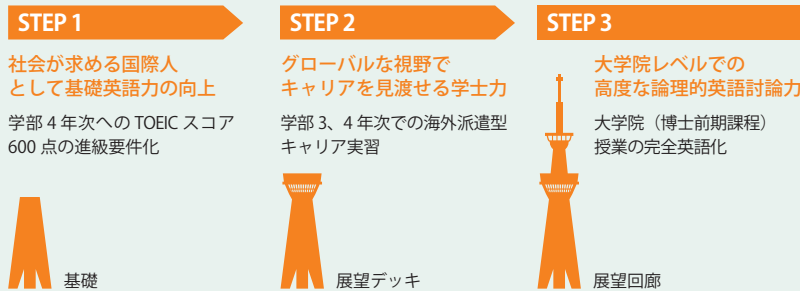 STEP 1
社会が求める国際人
として基礎英語力の向上
学部 4 年次への TOEIC スコア
600 点の進級要件化
基礎
STEP 2
グローバルな視野で
キャリアを見渡せる学士力
学部 3、4 年次での海外派遣型
キャリア実習
展望デッキ
STEP 3
大学院レベルでの
高度な論理的英語討論力
大学院（博士前期課程）
授業の完全英語化
展望回廊